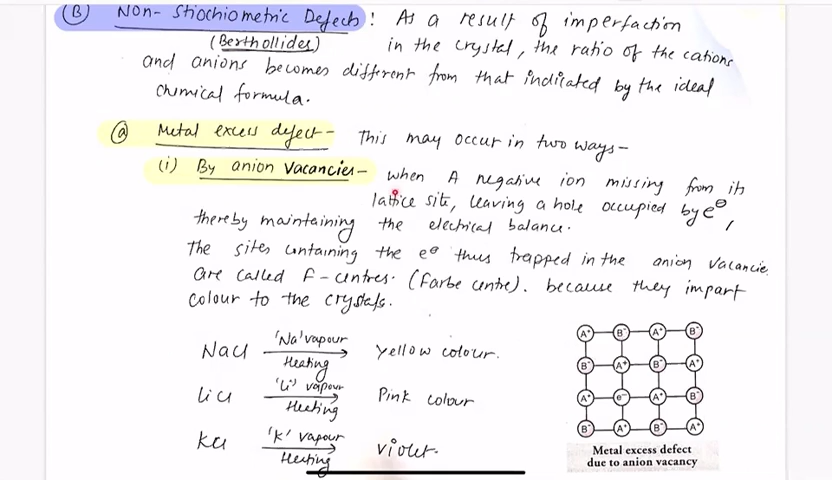 (B) Non-Stiochiometric Defect : As a result of imperfaction
(Berthollides) in the crystal, the ratio of the cations
and anions becomes different from that indicated by the ideal
chemical formula.
(a) Metal excess defect- This may occur in two ways-
(i) By anion Vacancies- when A negative ion missing from its
lattice site, leaving a hole occupied by e⊖,
thereby maintaining the electrical balance.
The sites containing the e⊖ thus trapped in the anion vacancie
are called F-centres. (Farbe centre). because they impart
colour to the crystals.
NaCl 'Na' vapour Heating Yellow colour.
LiCl 'Li' vapour Heating Pink colour
KCl 'K' vapour Heating violet.
A⁺ B⁻ A⁺ B⁻
B⁻ A⁺ B⁻ A⁺
A⁺ e⁻ A⁺ B⁻
B⁻ A⁺ B⁻ A⁺
Metal excess defect
due to anion vacancy